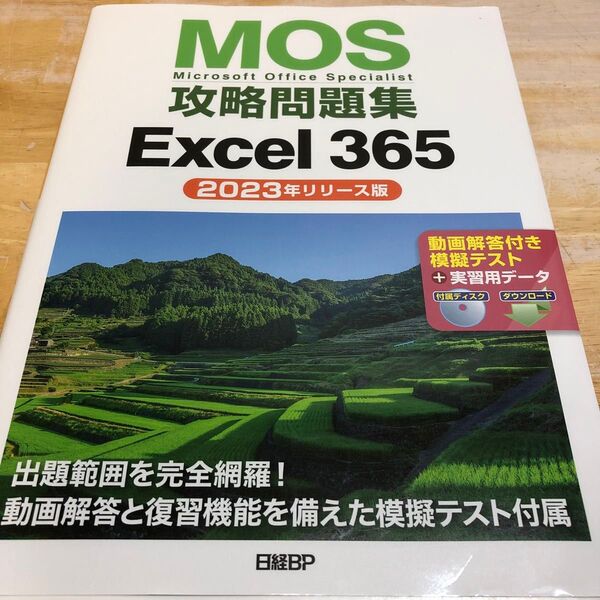 MOS
Microsoft Office Specialist
攻略問題集
Excel 365
2023年リリース版
動画解答付き
模擬テスト
+実習用データ
付属ディスク ダウンロード
出題範囲を完全網羅!
動画解答と復習機能を備えた模擬テスト付属
日経BP